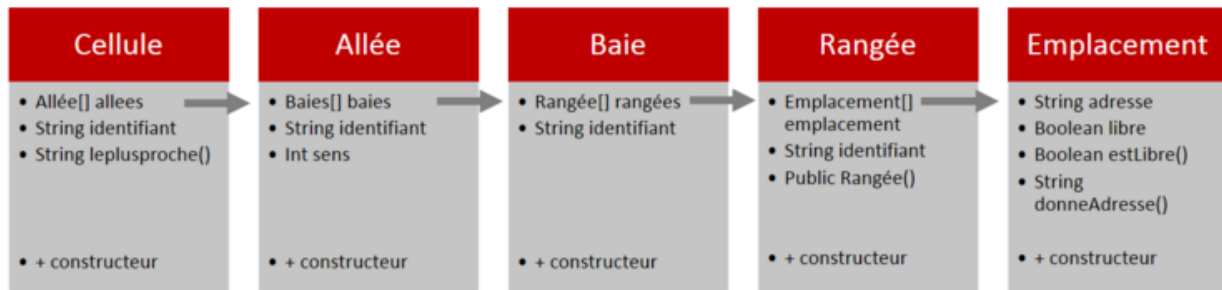 Cellule
• Allée[] allees
• String identifiant
• String leplusproche()
• + constructeur
Allée
• Baies[] baies
• String identifiant
• Int sens
• + constructeur
Baie
• Rangée[] rangées
• String identifiant
• + constructeur
Rangée
• Emplacement[]
emplacement
• String identifiant
• Public Rangée()
• + constructeur
Emplacement
• String adresse
• Boolean libre
• Boolean estLibre()
• String
donneAdresse()
• + constructeur